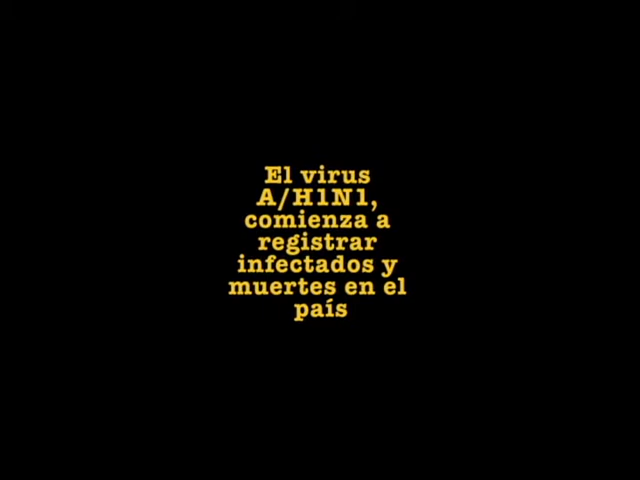 El virus
A/H1N1,
comienza a
registrar
infectados y
muertes en el
país